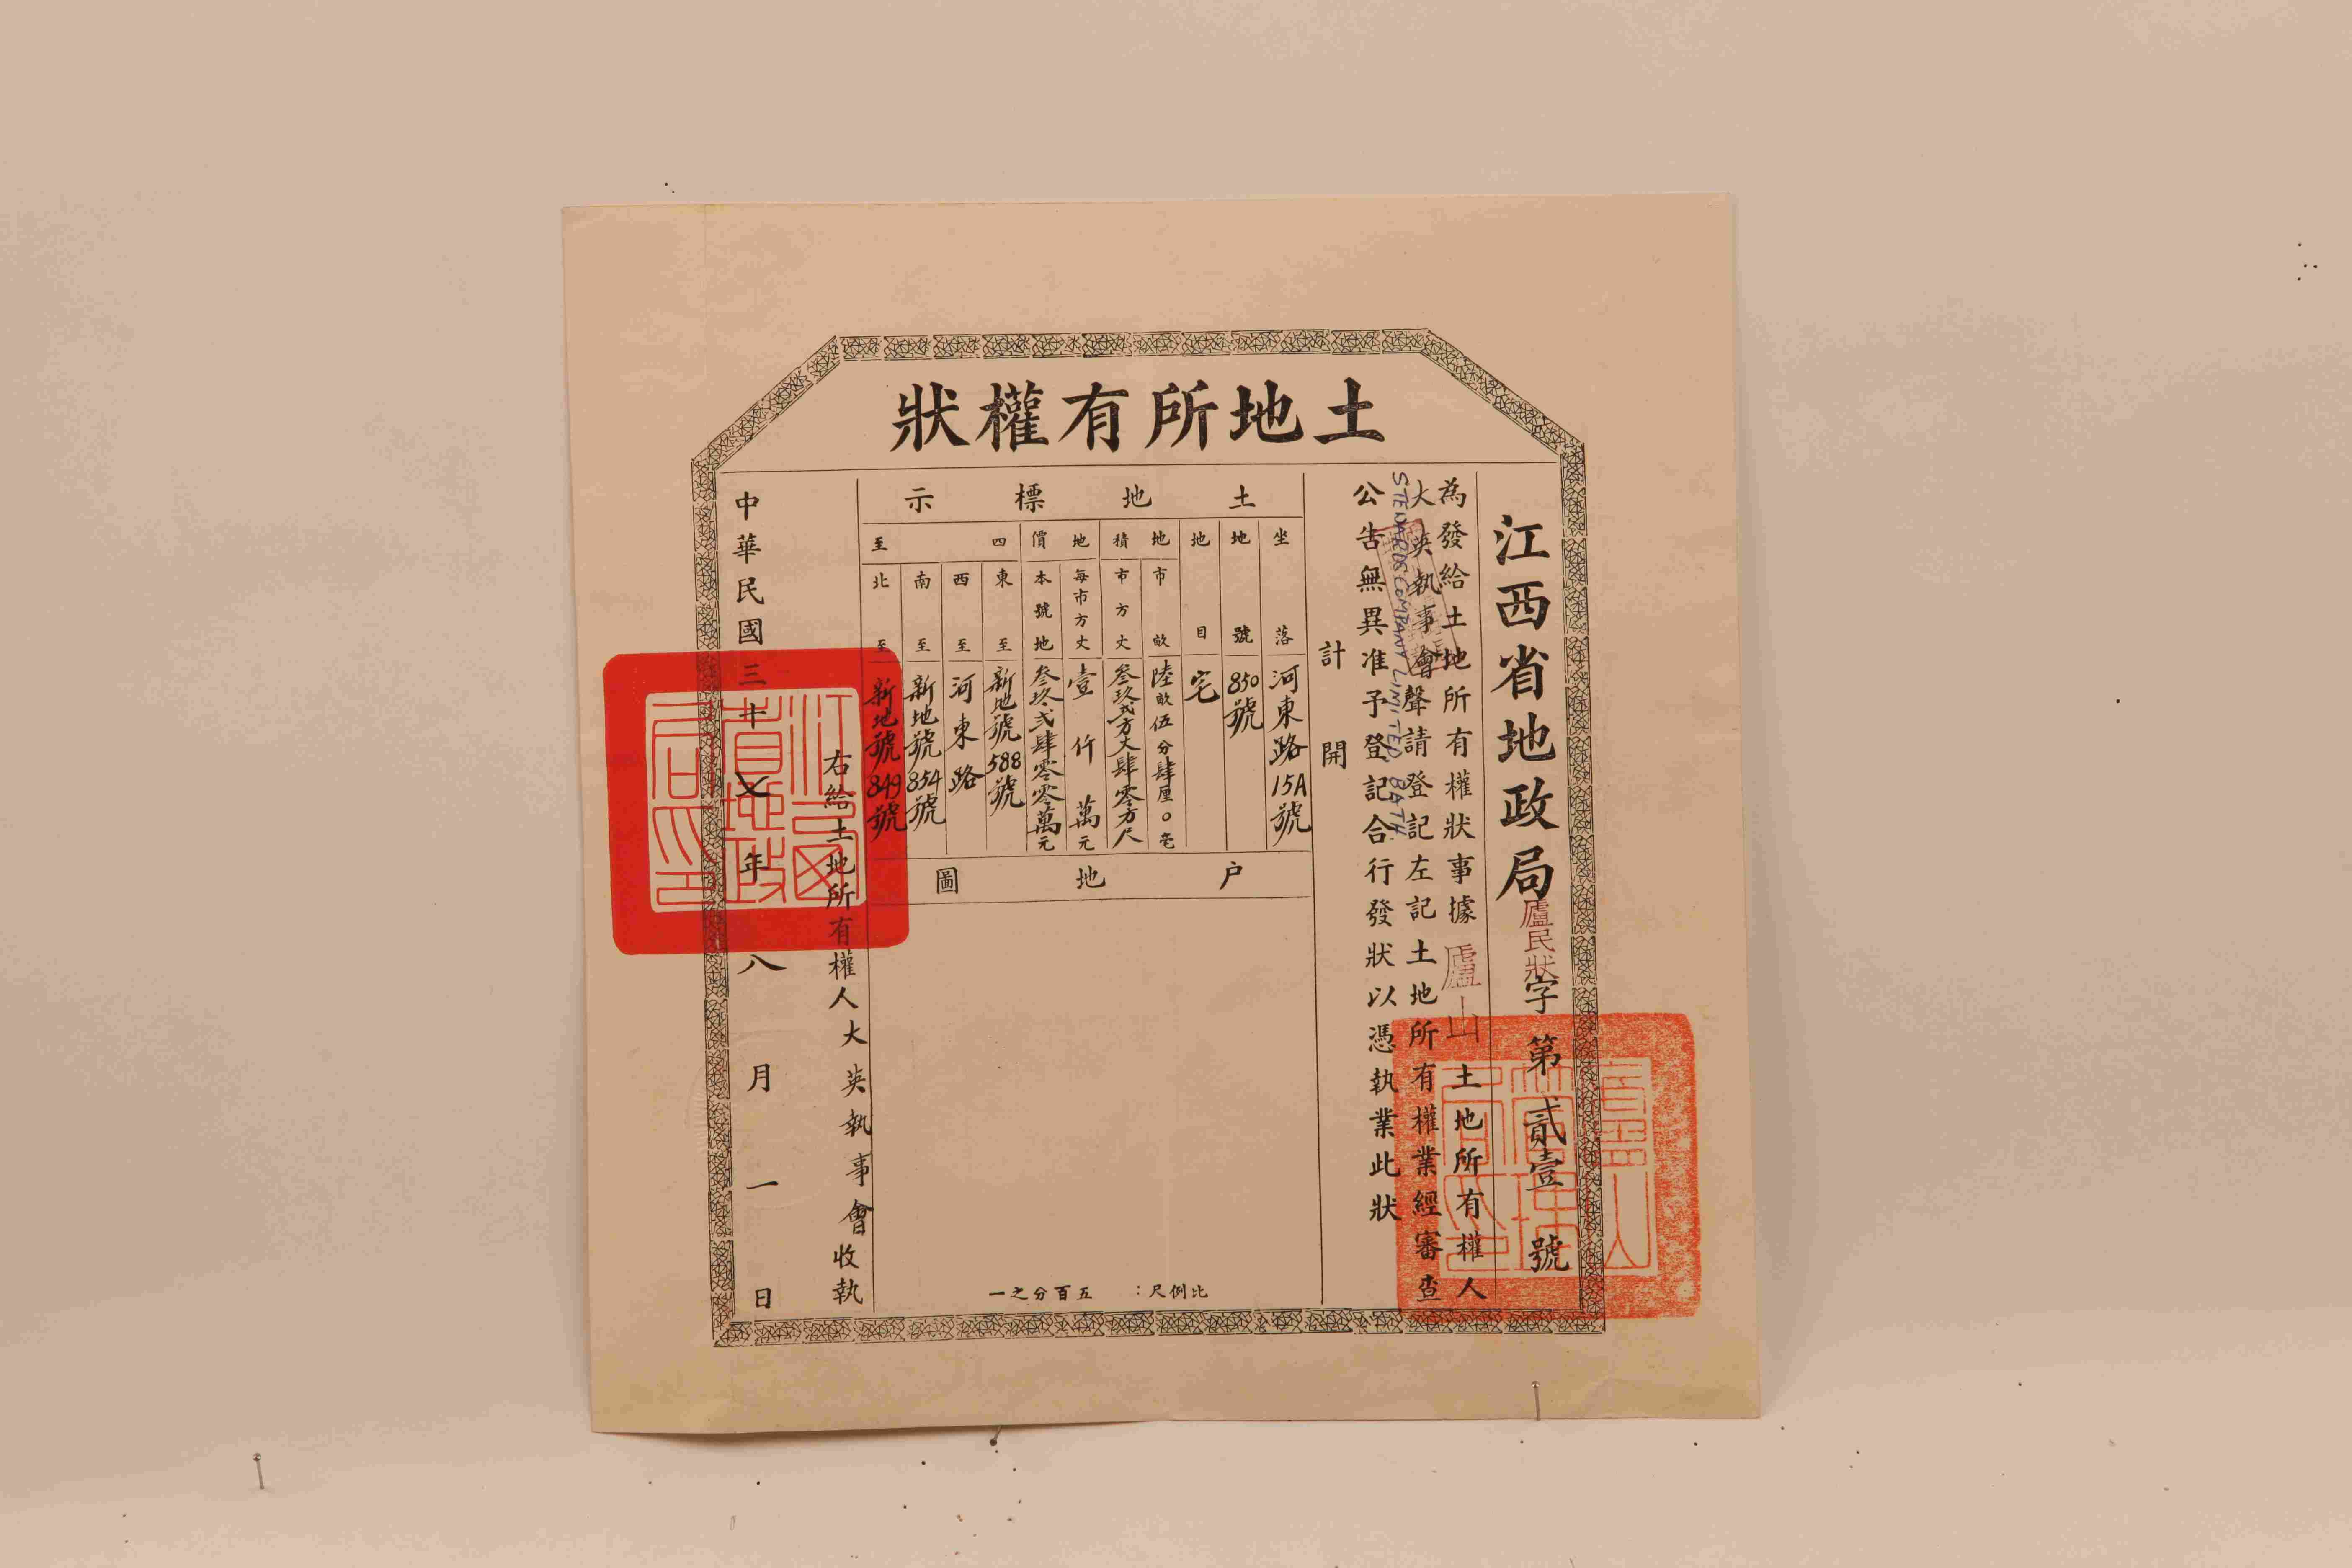 土地所有權狀
江西省地政局廬民狀字第貳壹號
為發給土地所有權狀事據廬山土地所有權人
大英執事會聲請登記左記土地所有權業經審查
STEWARDS COMPANY LIMITED BATH.
公告無異准予登記合行發狀以憑執業此狀
計開
土地標示
坐落 河東路15A號
地號 850號
地目 宅
地積
市畝 陸畝伍分肆厘0毫
市方丈 叁玖弍方丈肆零方尺
地價
每市方丈 壹仟萬元
本號地 叁玖弍肆零零萬元
四至
東至 新地號588號
西至 河東路
南至 新地號854號
北至 新地號849號
戶地圖
比例尺：五百分之一
右給土地所有權人大英執事會收執
中華民國三十七年八月一日